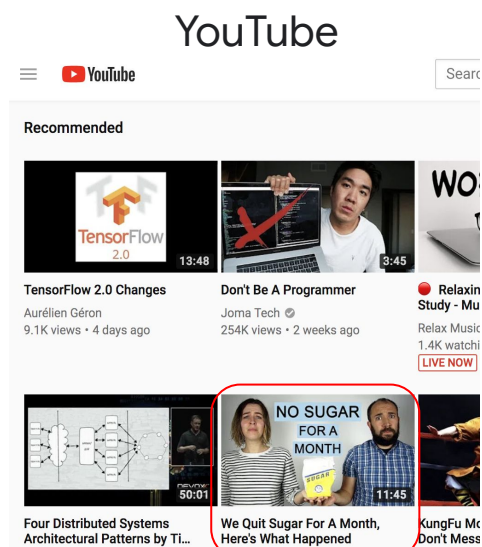 YouTube
YouTube
Searc
Recommended
TensorFlow
2.0
13:48
3:45
WO
TensorFlow 2.0 Changes
Don't Be A Programmer
Relaxin
Study - Mu
Aurélien Géron
Joma Tech
Relax Music
9.1K views • 4 days ago
254K views • 2 weeks ago
1.4K watchi
LIVE NOW
NO SUGAR
FOR A
MONTH
SUGAR
50:01
11:45
Four Distributed Systems
Architectural Patterns by Ti...
We Quit Sugar For A Month,
Here's What Happened
KungFu Mo
Don't Mess